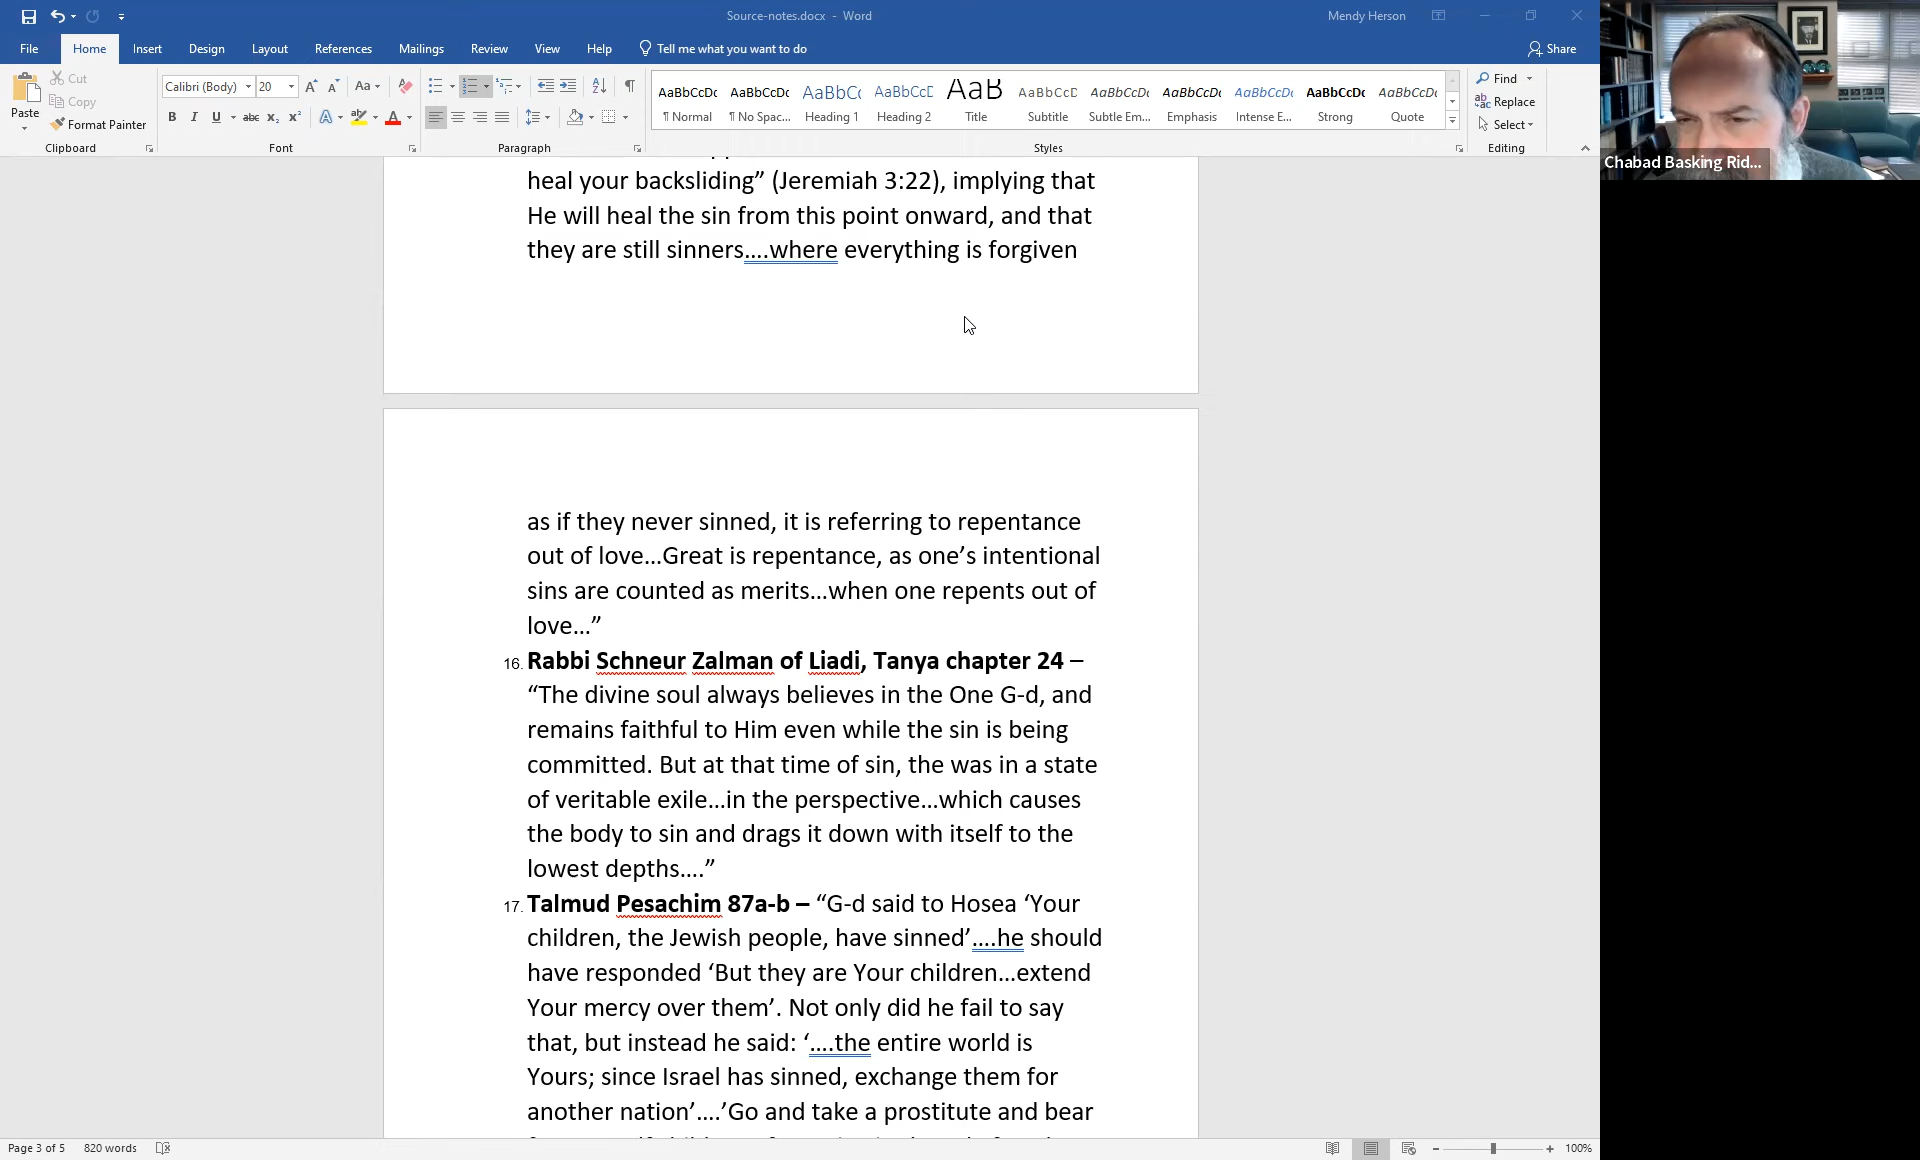 Source-notes.docx - Word
Mendy Herson
File Home Insert Design Layout References Mailings Review View Help Tell me what you want to do
Share
Paste
Cut
Copy
Format Painter
Clipboard
Calibri (Body) 20
Aa
B I U abc x₂ x² A ab A
Font
Paragraph
AaBbCcDc AaBbCcDc AaBbCc AaBbCcD AaB AaBbCcD AaBbCcDc AaBbCcDc AaBbCcDc AaBbCcDc AaBbCcDc
¶ Normal ¶ No Spac... Heading 1 Heading 2 Title Subtitle Subtle Em... Emphasis Intense E... Strong Quote
Styles
Find
Replace
Select
Editing
Chabad Basking Rid...
heal your backsliding” (Jeremiah 3:22), implying that
He will heal the sin from this point onward, and that
they are still sinners....where everything is forgiven
as if they never sinned, it is referring to repentance
out of love...Great is repentance, as one’s intentional
sins are counted as merits...when one repents out of
love...”
16. Rabbi Schneur Zalman of Liadi, Tanya chapter 24 –
“The divine soul always believes in the One G-d, and
remains faithful to Him even while the sin is being
committed. But at that time of sin, the was in a state
of veritable exile...in the perspective...which causes
the body to sin and drags it down with itself to the
lowest depths....”
17. Talmud Pesachim 87a-b – “G-d said to Hosea ‘Your
children, the Jewish people, have sinned’....he should
have responded ‘But they are Your children...extend
Your mercy over them’. Not only did he fail to say
that, but instead he said: ‘....the entire world is
Yours; since Israel has sinned, exchange them for
another nation’....’Go and take a prostitute and bear
Page 3 of 5 820 words
100%